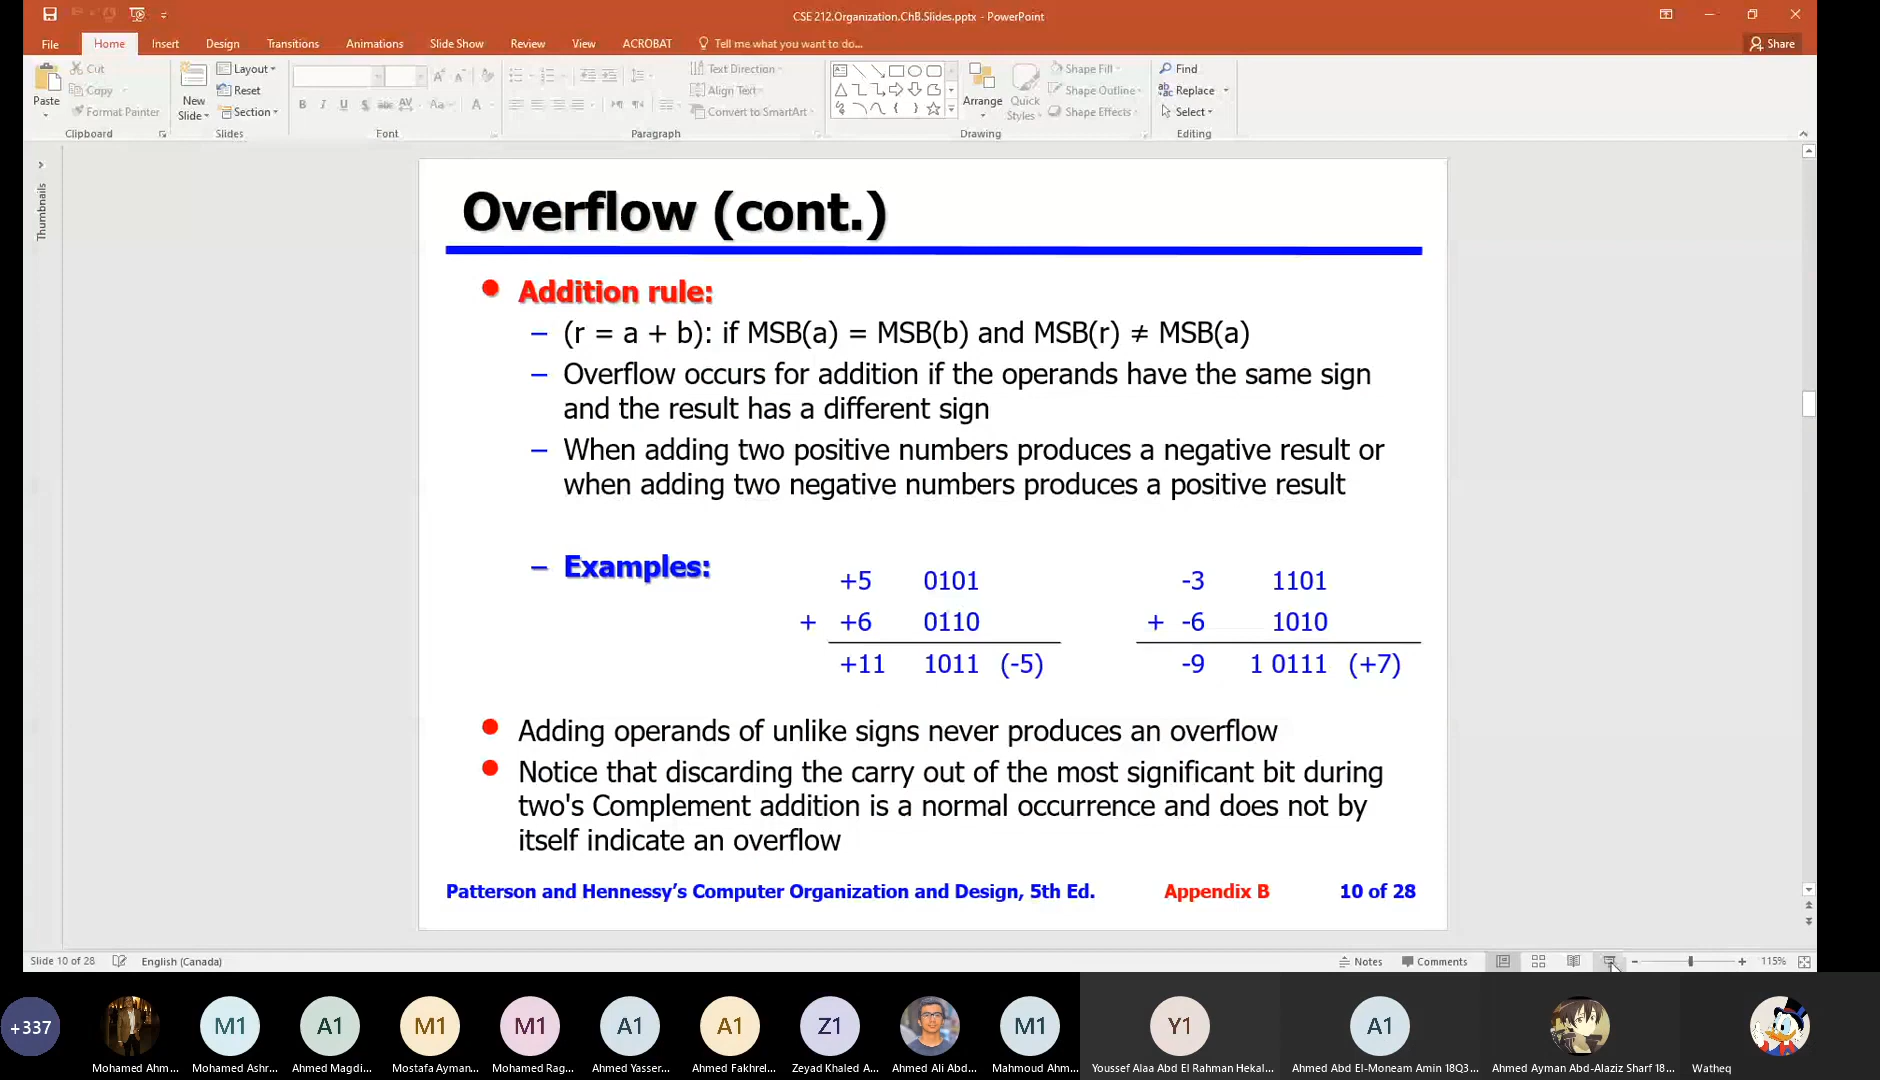 CSE 212.Organization.ChB.Slides.pptx - PowerPoint
File Home Insert Design Transitions Animations Slide Show Review View ACROBAT Tell me what you want to do... Share
Paste
Cut
Copy
Format Painter
Clipboard
New Slide
Layout
Reset
Section
Slides
B I U S abc AV Aa A
Font
Text Direction
Align Text
Convert to SmartArt
Paragraph
Arrange
Quick Styles
Shape Fill
Shape Outline
Shape Effects
Drawing
Find
Replace
Select
Editing
Thumbnails
Overflow (cont.)
Addition rule:
– (r = a + b): if MSB(a) = MSB(b) and MSB(r) ≠ MSB(a)
– Overflow occurs for addition if the operands have the same sign
and the result has a different sign
– When adding two positive numbers produces a negative result or
when adding two negative numbers produces a positive result
– Examples:
+5 0101 -3 1101
+ +6 0110 + -6 1010
+11 1011 (-5) -9 1 0111 (+7)
Adding operands of unlike signs never produces an overflow
Notice that discarding the carry out of the most significant bit during
two's Complement addition is a normal occurrence and does not by
itself indicate an overflow
Patterson and Hennessy's Computer Organization and Design, 5th Ed. Appendix B 10 of 28
Slide 10 of 28 English (Canada) Notes Comments 115%
+337 M1 A1 M1 M1 A1 A1 Z1 M1 Y1 A1
Mohamed Ahm... Mohamed Ashr... Ahmed Magdi... Mostafa Ayman... Mohamed Rag... Ahmed Yasser... Ahmed Fakhrel... Zeyad Khaled A... Ahmed Ali Abd... Mahmoud Ahm... Youssef Alaa Abd El Rahman Hekal... Ahmed Abd El-Moneam Amin 18Q3... Ahmed Ayman Abd-Alaziz Sharf 18... Watheq